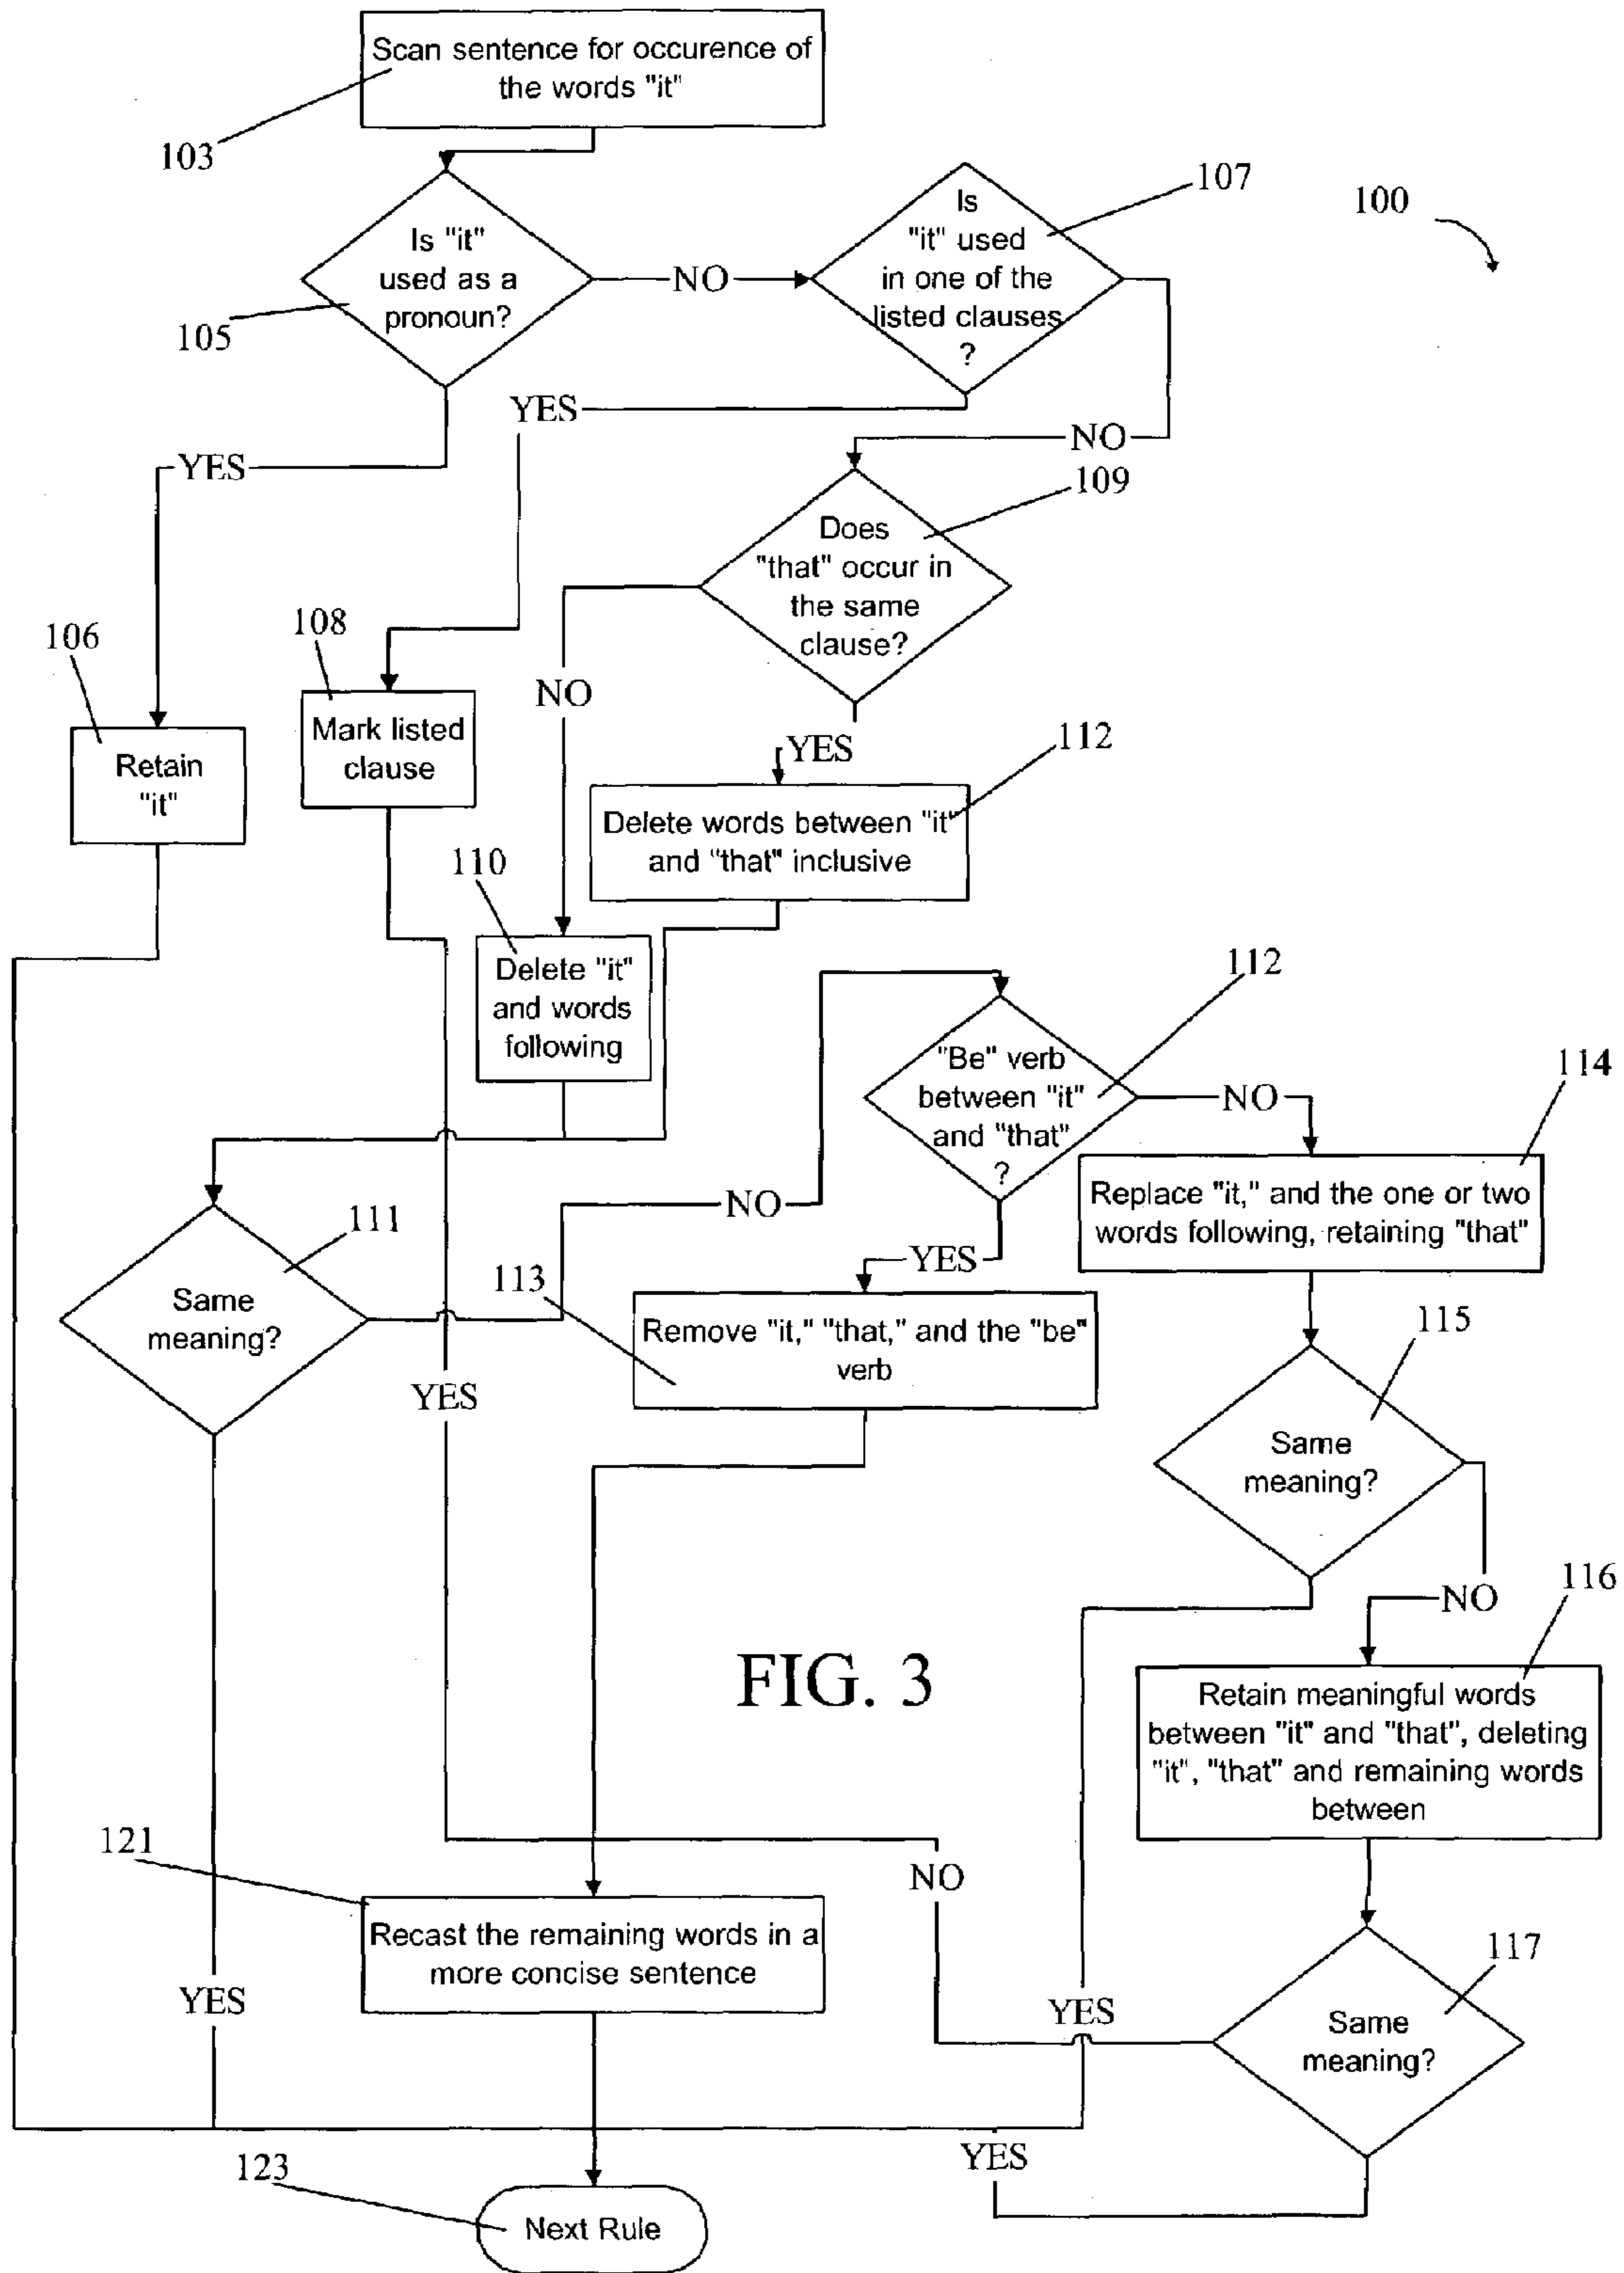 Scan sentence for occurence of
the words "it"
103
Is "it"
used as a
pronoun?
105
NO
Is
"it" used
in one of the
listed clauses
?
107
100
YES
YES
NO
109
Does
"that" occur in
the same
clause?
106
Retain
"it"
108
Mark listed
clause
NO
YES
112
Delete words between "it"
and "that" inclusive
110
Delete "it"
and words
following
112
"Be" verb
between "it"
and "that"
?
NO
114
Replace "it," and the one or two
words following, retaining "that"
111
Same
meaning?
NO
YES
113
Remove "it," "that," and the "be"
verb
YES
115
Same
meaning?
NO
116
Retain meaningful words
between "it" and "that", deleting
"it", "that" and remaining words
between
FIG. 3
121
Recast the remaining words in a
more concise sentence
NO
YES
YES
117
Same
meaning?
YES
123
Next Rule